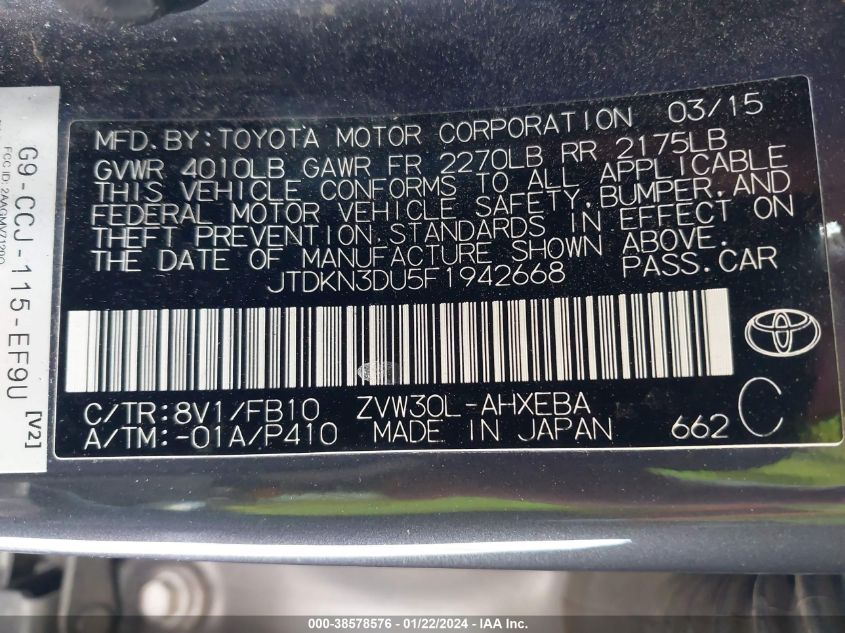 MFD. BY: TOYOTA MOTOR CORPORATION 03/15
GVWR 4010LB GAWR FR 2270LB RR 2175LB
THIS VEHICLE CONFORMS TO ALL APPLICABLE
FEDERAL MOTOR VEHICLE SAFETY, BUMPER, AND
THEFT PREVENTION STANDARDS IN EFFECT ON
THE DATE OF MANUFACTURE SHOWN ABOVE.
JTDKN3DU5F1942668 PASS. CAR
C/TR: 8V1/FB10 ZVW30L-AHXEBA
A/TM: -01A/P410 MADE IN JAPAN 662 C
G9-CCJ-115-EF9U [V2]
FCC ID:
000-38578576 - 01/22/2024 - IAA Inc.